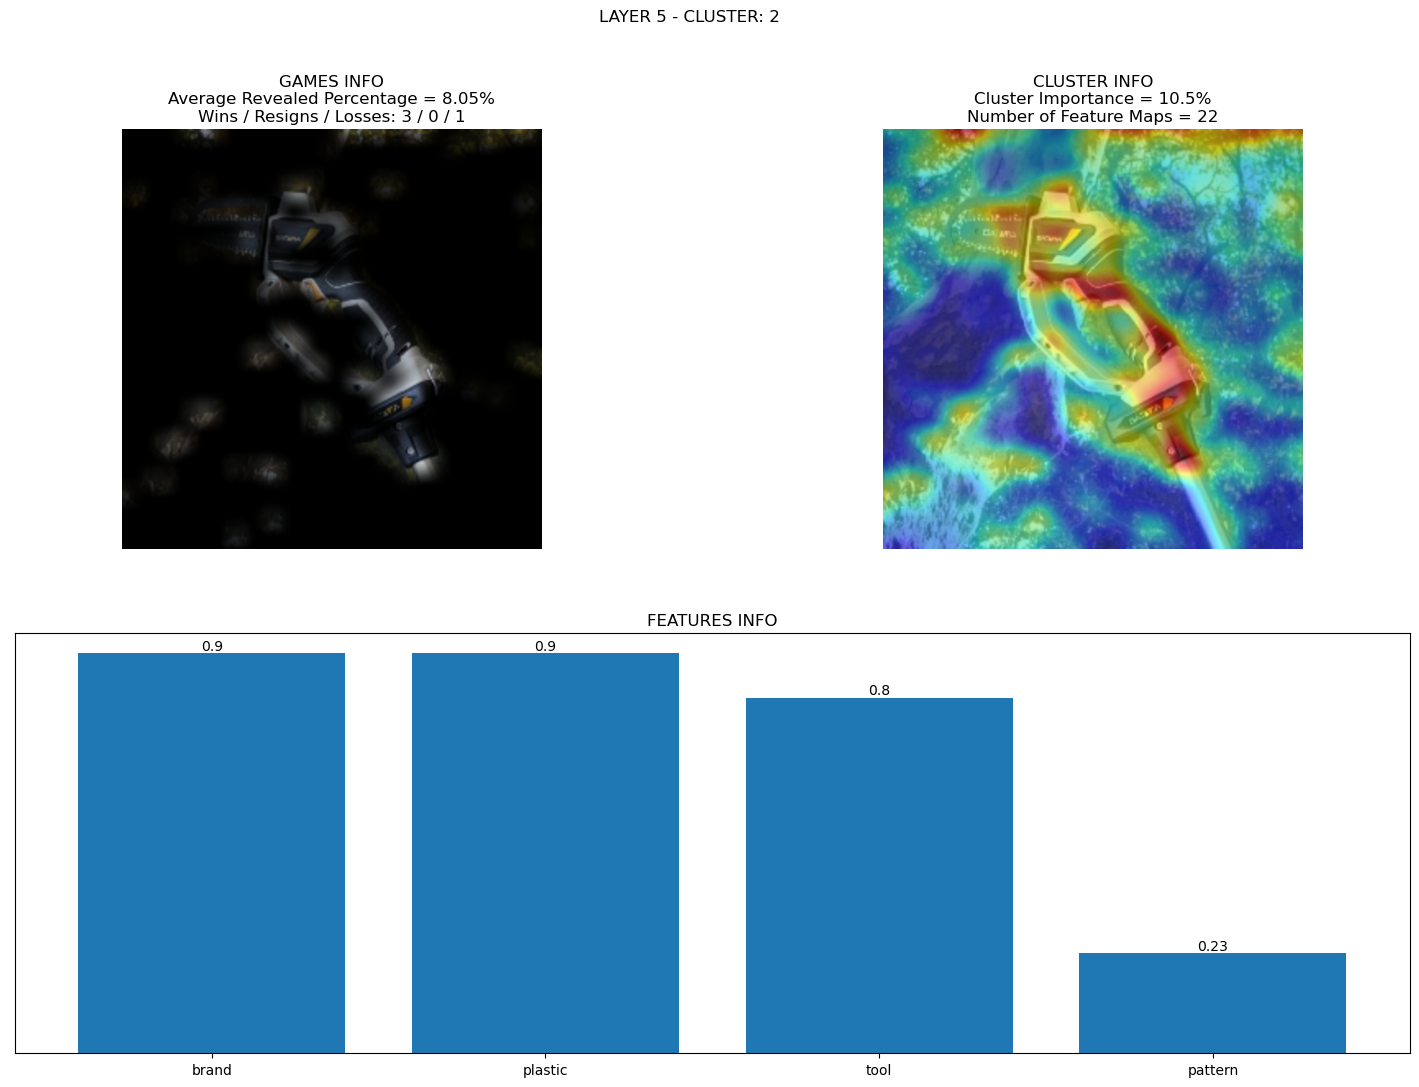 LAYER 5 - CLUSTER: 2
GAMES INFO
Average Revealed Percentage = 8.05%
Wins / Resigns / Losses: 3 / 0 / 1
CLUSTER INFO
Cluster Importance = 10.5%
Number of Feature Maps = 22
FEATURES INFO
0.9
0.9
0.8
0.23
brand
plastic
tool
pattern